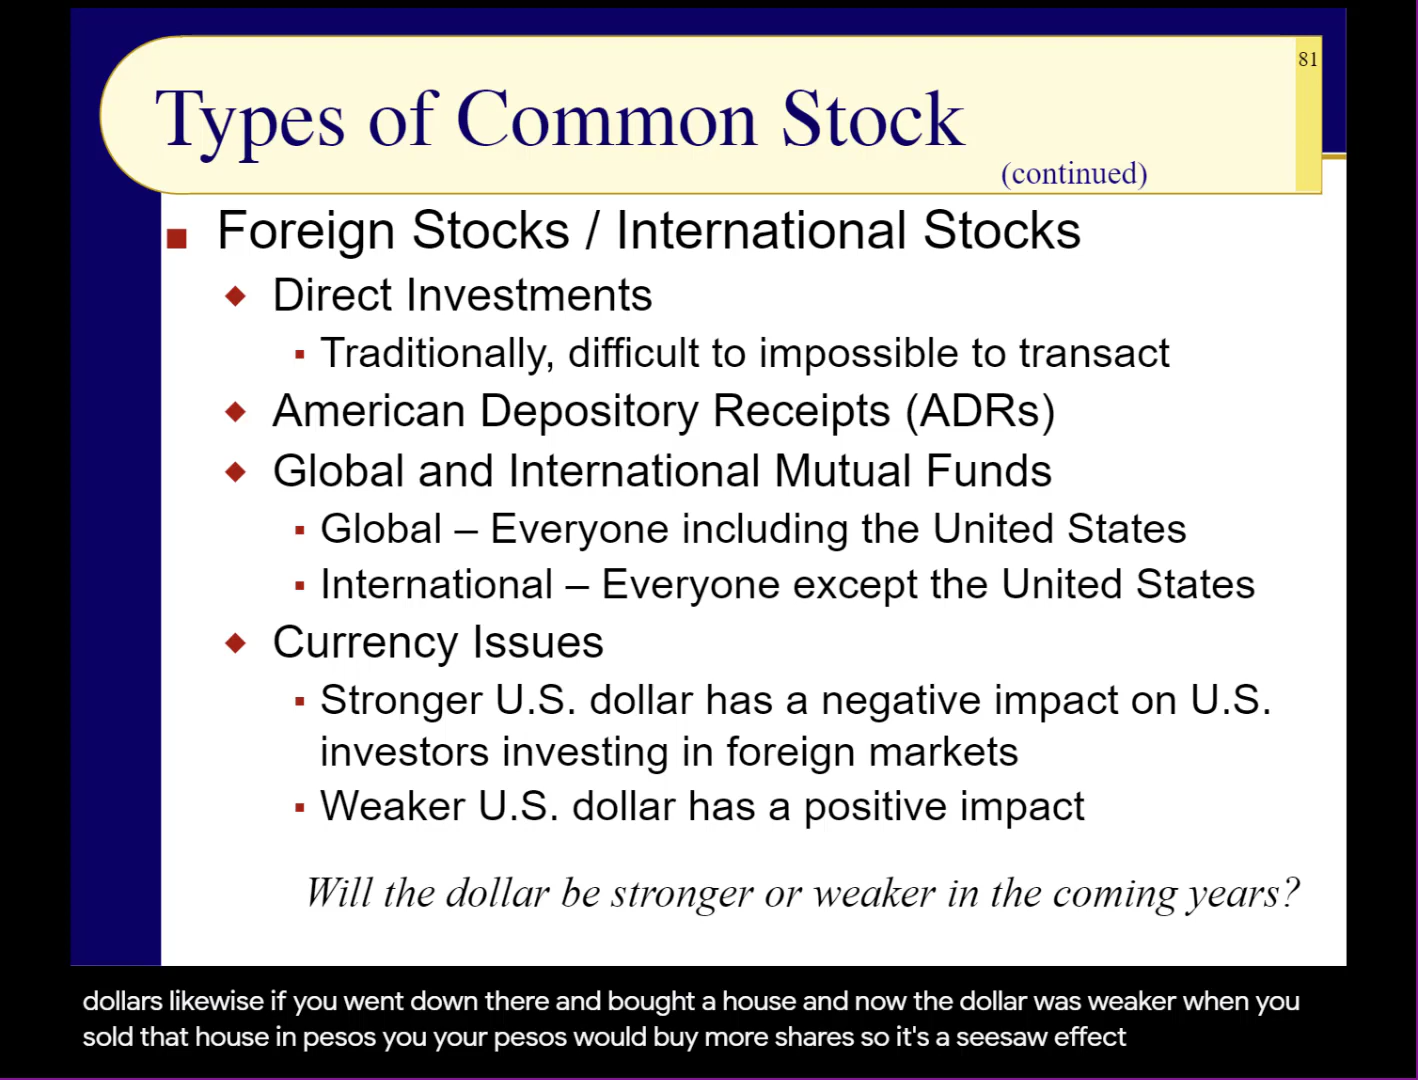 81
Types of Common Stock
(continued)
Foreign Stocks / International Stocks
Direct Investments
Traditionally, difficult to impossible to transact
American Depository Receipts (ADRs)
Global and International Mutual Funds
Global – Everyone including the United States
International – Everyone except the United States
Currency Issues
Stronger U.S. dollar has a negative impact on U.S.
investors investing in foreign markets
Weaker U.S. dollar has a positive impact
Will the dollar be stronger or weaker in the coming years?
dollars likewise if you went down there and bought a house and now the dollar was weaker when you
sold that house in pesos you your pesos would buy more shares so it's a seesaw effect